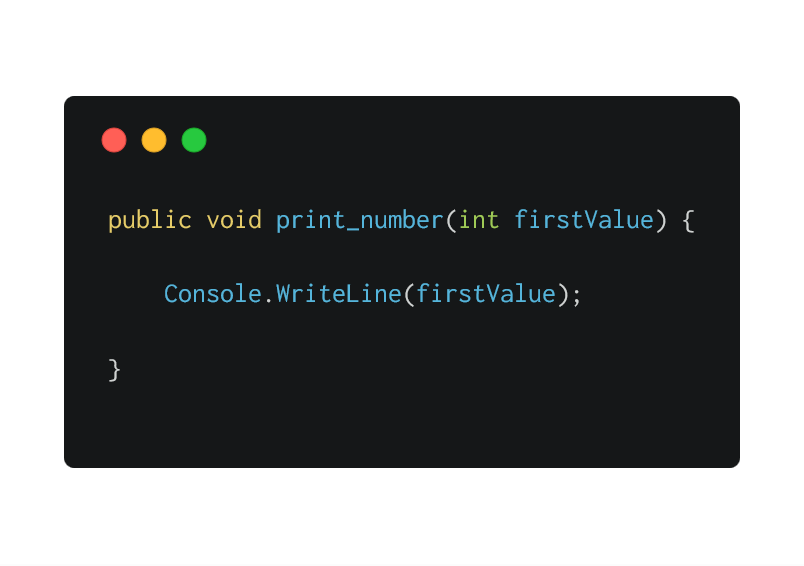 public void print_number(int firstValue) {
    Console.WriteLine(firstValue);
}